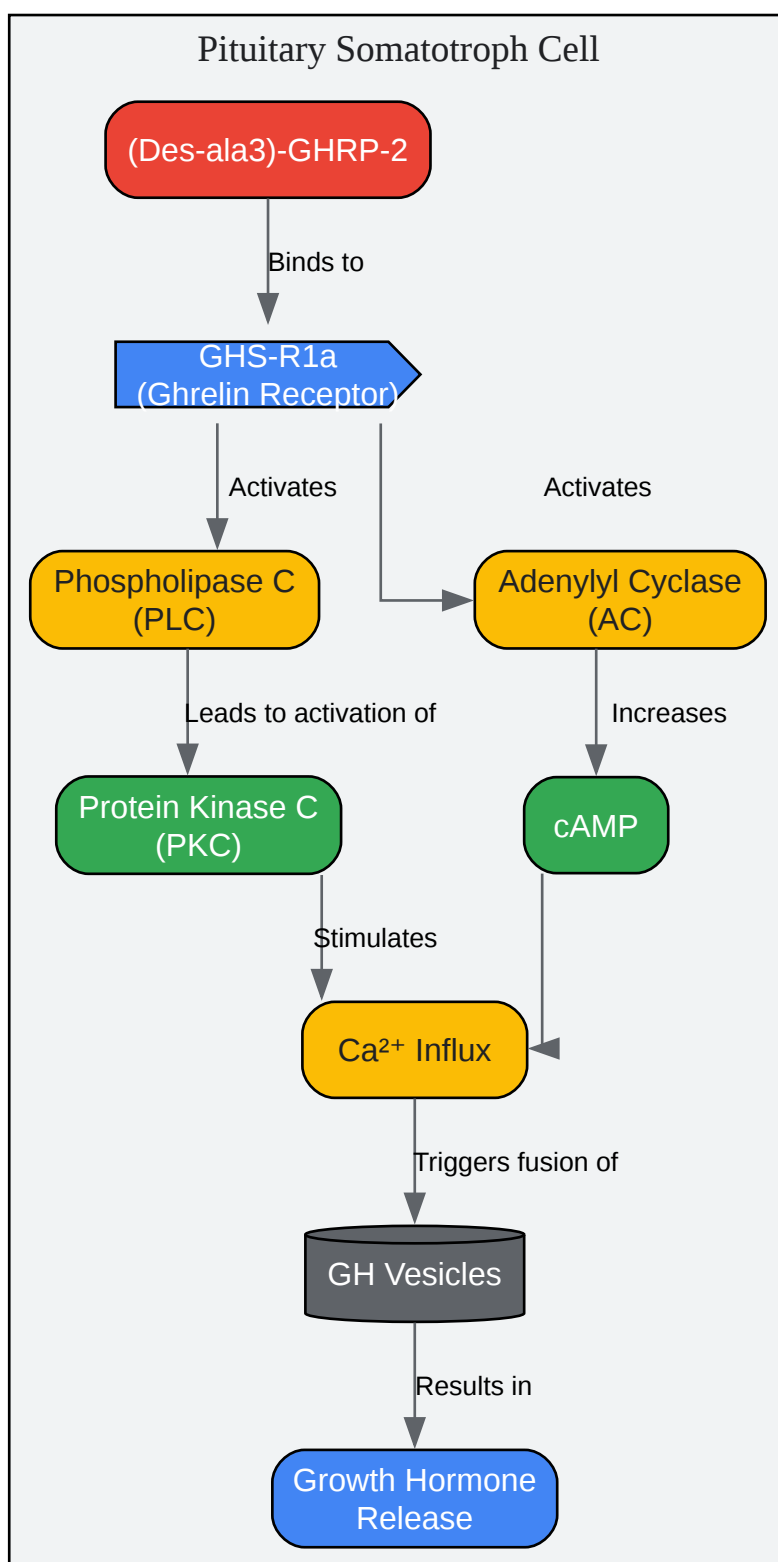 Pituitary Somatotroph Cell
(Des-ala3)-GHRP-2
Binds to
GHS-R1a
(Ghrelin Receptor)
Activates
Activates
Phospholipase C
(PLC)
Adenylyl Cyclase
(AC)
Leads to activation of
Increases
Protein Kinase C
(PKC)
cAMP
Stimulates
Ca²⁺ Influx
Triggers fusion of
GH Vesicles
Results in
Growth Hormone
Release